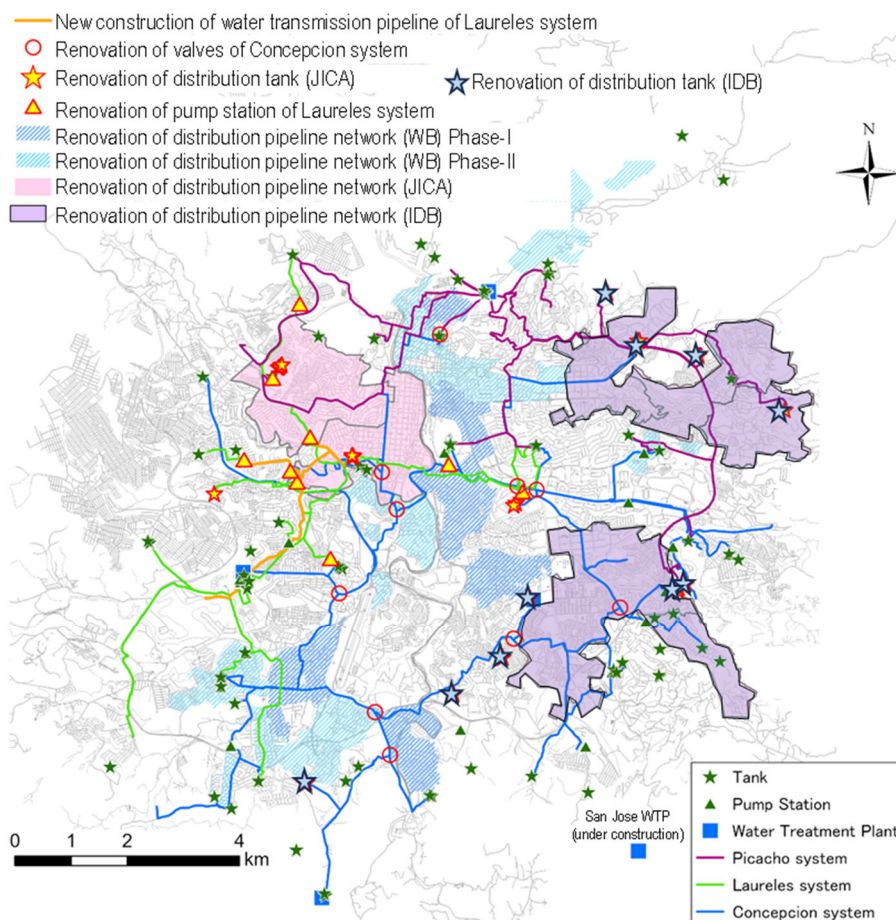 New construction of water transmission pipeline of Laureles system
Renovation of valves of Concepcion system
Renovation of distribution tank (JICA)
Renovation of distribution tank (IDB)
Renovation of pump station of Laureles system
Renovation of distribution pipeline network (WB) Phase-I
Renovation of distribution pipeline network (WB) Phase-II
Renovation of distribution pipeline network (JICA)
Renovation of distribution pipeline network (IDB)
N
San Jose WTP
(under construction)
Tank
Pump Station
Water Treatment Plant
Picacho system
Laureles system
Concepcion system
0 2 4
km